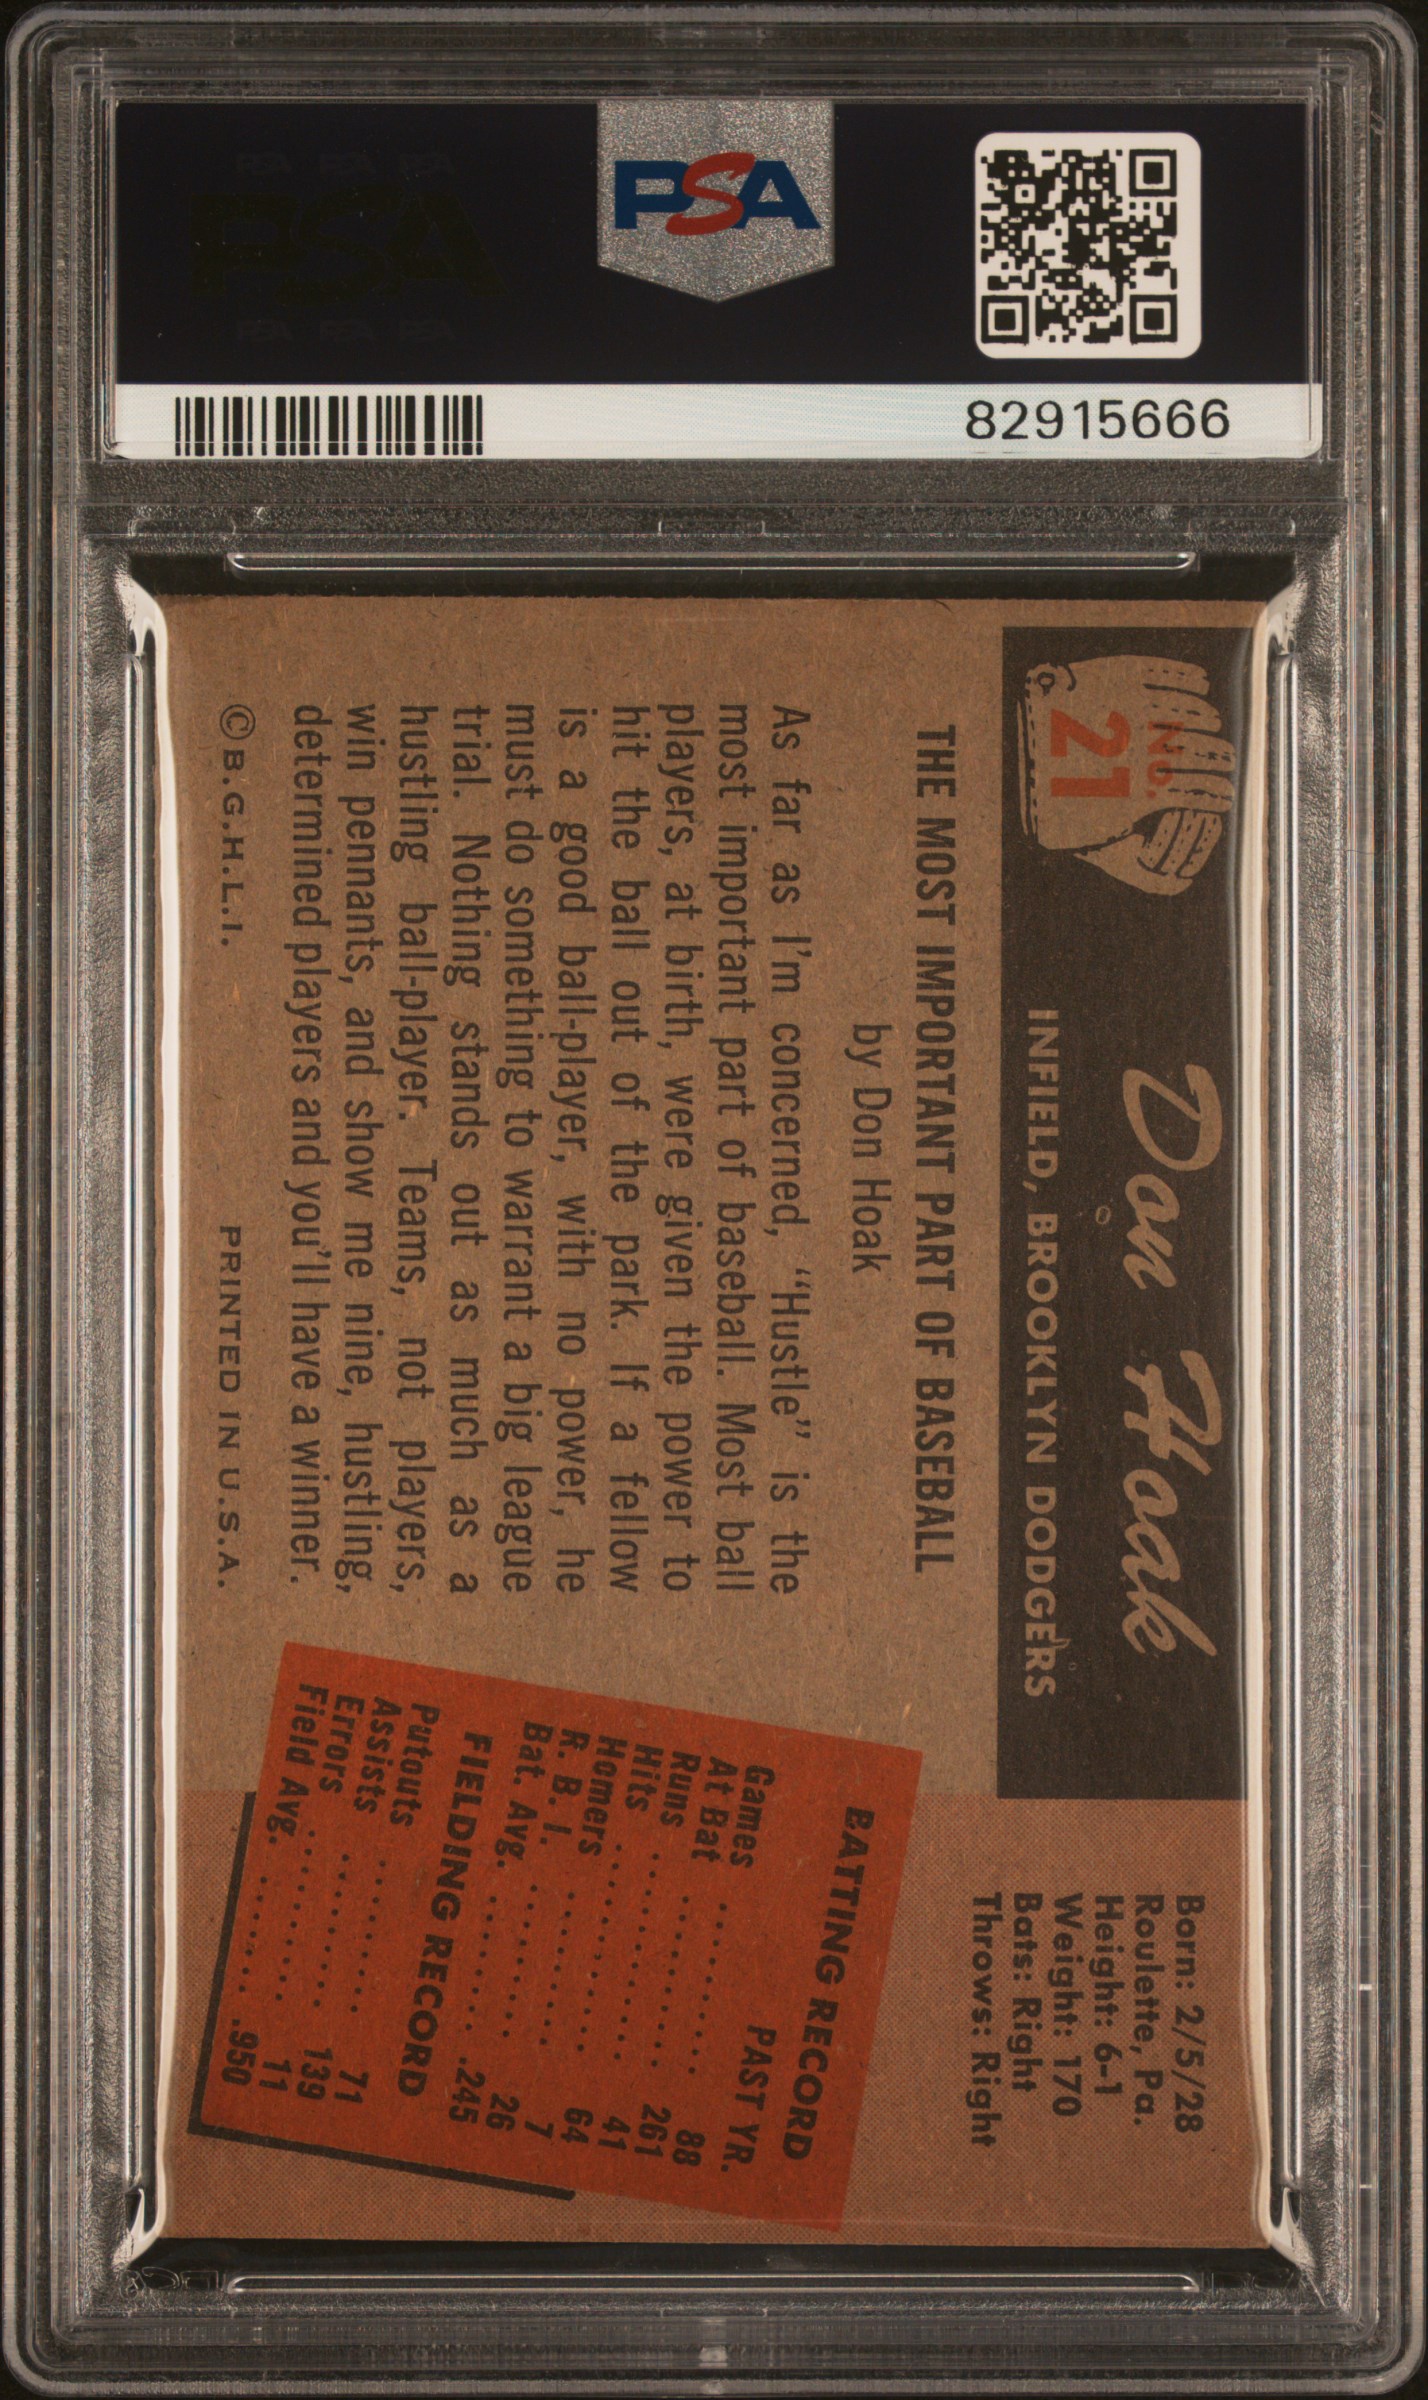 PSA
82915666
No.
21
Don Hoak
INFIELD, BROOKLYN DODGERS
Born: 2/5/28
Roulette, Pa.
Height: 6-1
Weight: 170
Bats: Right
Throws: Right
THE MOST IMPORTANT PART OF BASEBALL
by Don Hoak
As far as I'm concerned, "Hustle" is the
most important part of baseball. Most ball
players, at birth, were given the power to
hit the ball out of the park. If a fellow
is a good ball-player, with no power, he
must do something to warrant a big league
trial. Nothing stands out as much as a
hustling ball-player. Teams, not players,
win pennants, and show me nine, hustling,
determined players and you'll have a winner.
© B.G.H.L.I. PRINTED IN U.S.A.
BATTING RECORD
PAST YR.
Games .......... 88
At Bat .......... 261
Runs .......... 41
Hits .......... 64
Homers .......... 7
R. B. I. .......... 26
Bat. Avg. .......... .245
FIELDING RECORD
Putouts .......... 71
Assists .......... 139
Errors .......... 11
Field Avg. .......... .950